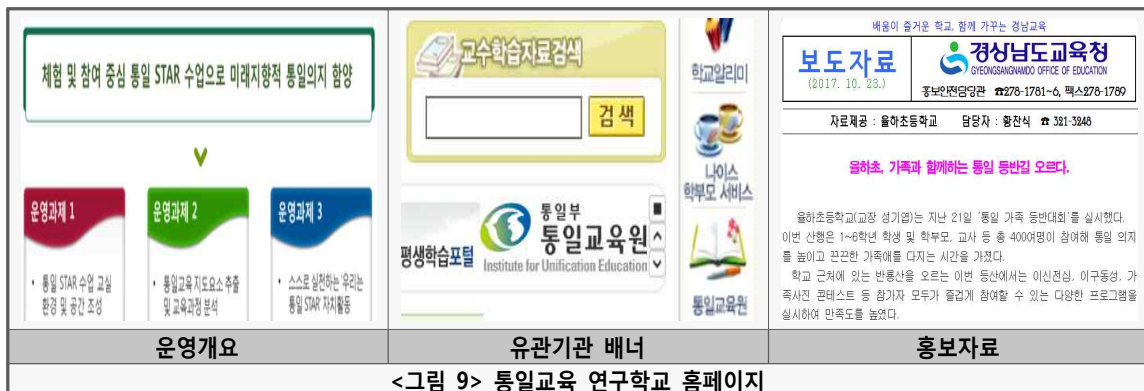 체험 및 참여 중심 통일 STAR 수업으로 미래지향적 통일의지 함양
운영과제 1
• 통일 STAR 수업 교실
환경 및 공간 조성
운영과제 2
• 통일교육 지도요소 추출
및 교육과정 분석
운영과제 3
• 스스로 실천하는 '우리는
통일 STAR 자치활동
교수학습자료검색
검색
평생학습포털
통일부
통일교육원
Institute for Unification Education
학교알리미
나이스
학부모 서비스
통일교육원
배움이 즐거운 학교, 함께 가꾸는 경남교육
보도자료
(2017. 10. 23.)
경상남도교육청
GYEONGSANGNAMDO OFFICE OF EDUCATION
홍보안전담당관 ☎278-1781~6, 팩스278-1789
자료제공 : 율하초등학교 담당자 : 황찬식 ☎ 321-3248
율하초, 가족과 함께하는 통일 등반길 오르다.
율하초등학교(교장 성기엽)는 지난 21일 '통일 가족 등반대회'를 실시했다.
이번 산행은 1~6학년 학생 및 학부모, 교사 등 총 400여명이 참여해 통일 의지
를 높이고 끈끈한 가족애를 다지는 시간을 가졌다.
학교 근처에 있는 반룡산을 오르는 이번 등산에서는 이신전심, 이구동성, 가
족사진 콘테스트 등 참가자 모두가 즐겁게 참여할 수 있는 다양한 프로그램을
실시하여 만족도를 높였다.
운영개요
유관기관 배너
홍보자료
<그림 9> 통일교육 연구학교 홈페이지